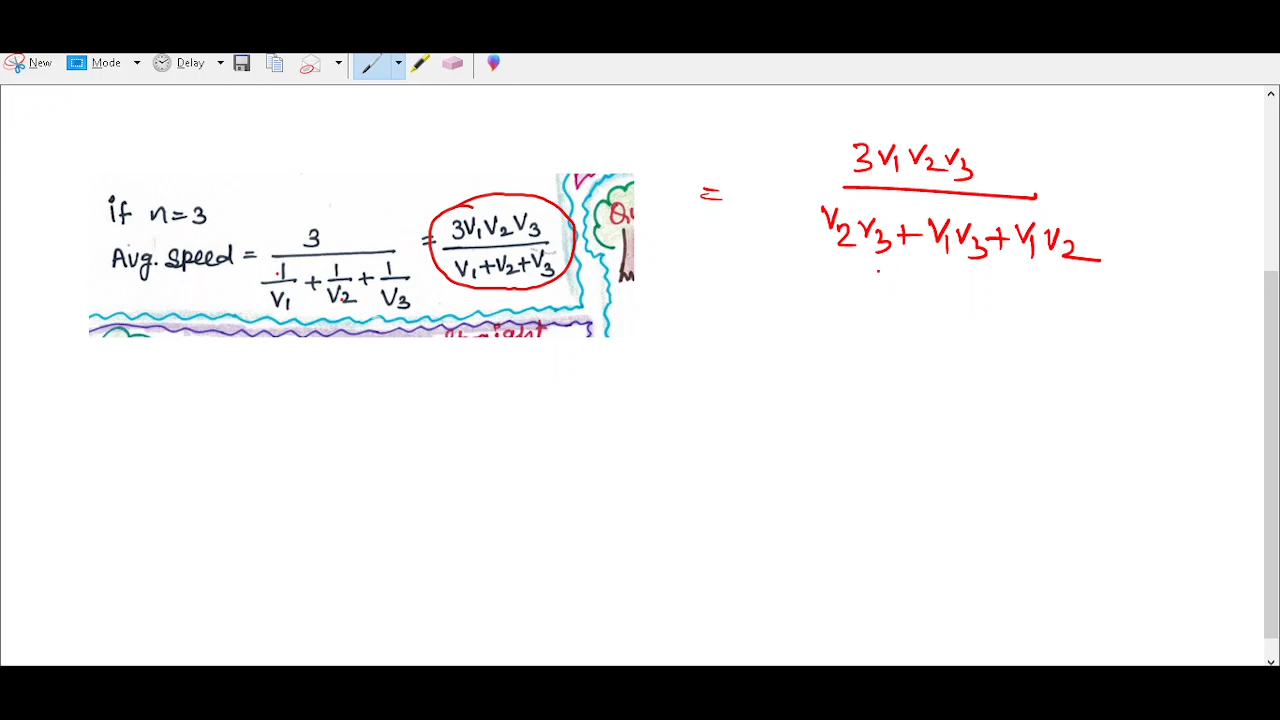 New Mode Delay
if n=3
Avg. speed = 3 / (1/V₁ + 1/V₂ + 1/V₃) = 3V₁V₂V₃ / (V₁+V₂+V₃)
= 3V₁V₂V₃ / (V₂V₃+V₁V₃+V₁V₂)